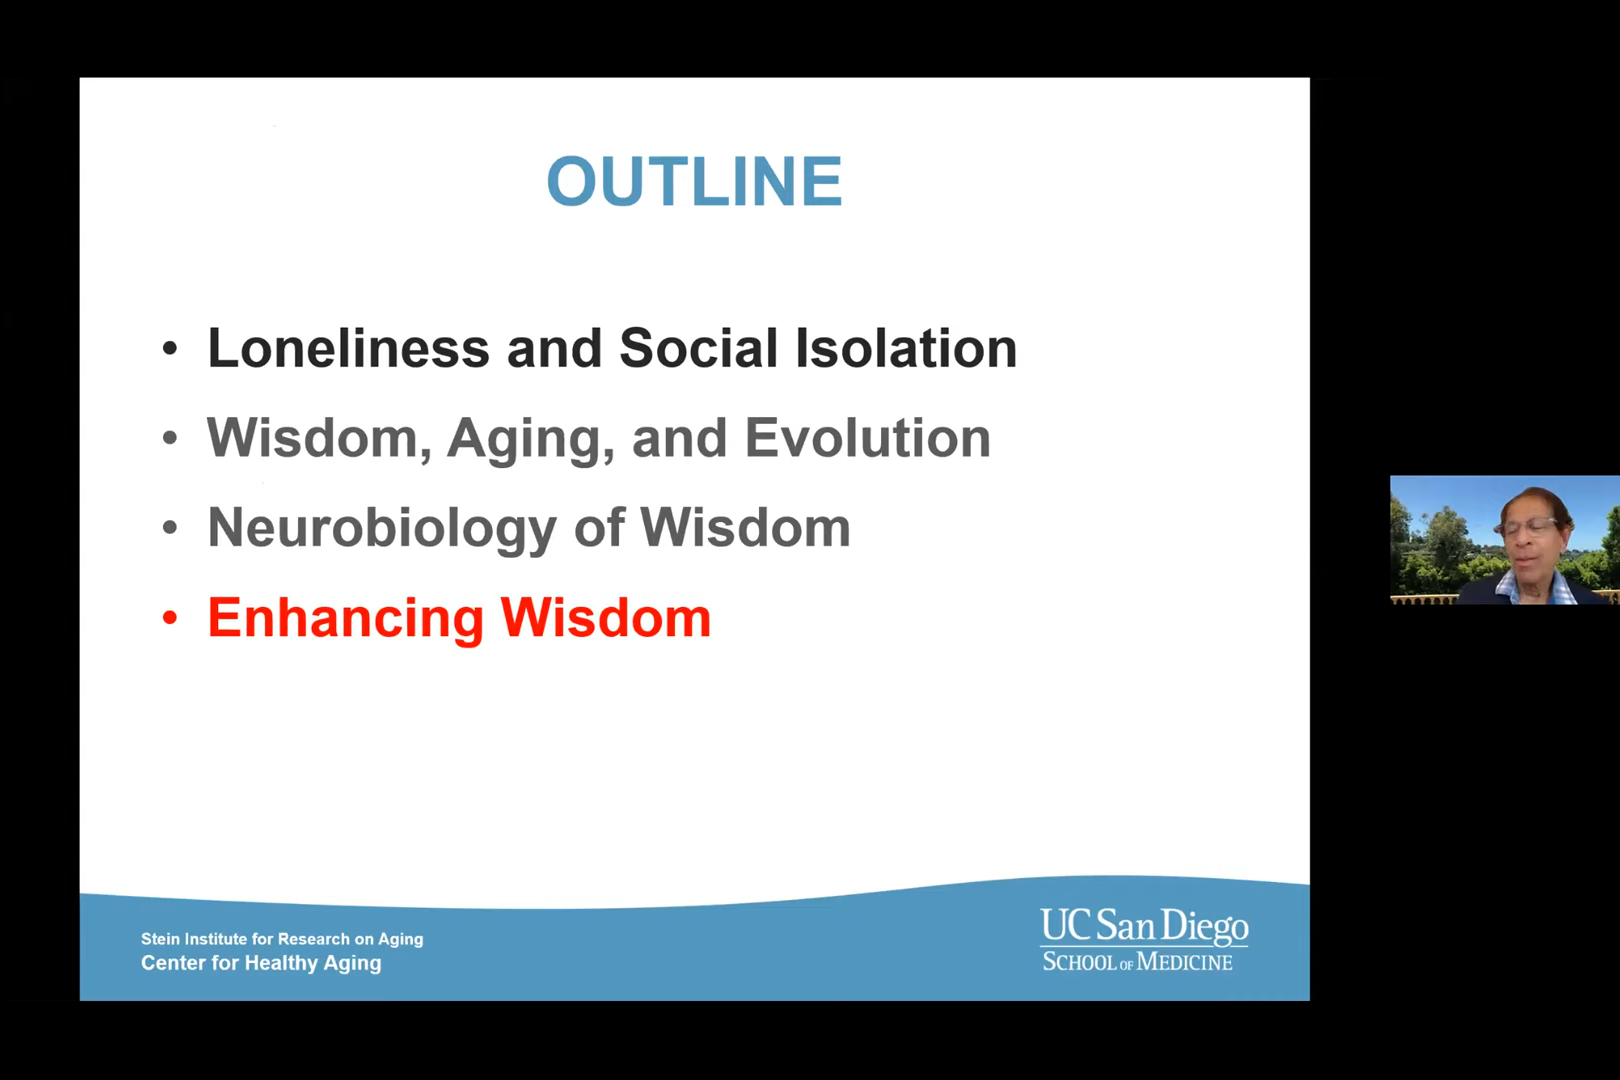 OUTLINE
• Loneliness and Social Isolation
• Wisdom, Aging, and Evolution
• Neurobiology of Wisdom
• Enhancing Wisdom
Stein Institute for Research on Aging
Center for Healthy Aging
UC San Diego
SCHOOL OF MEDICINE